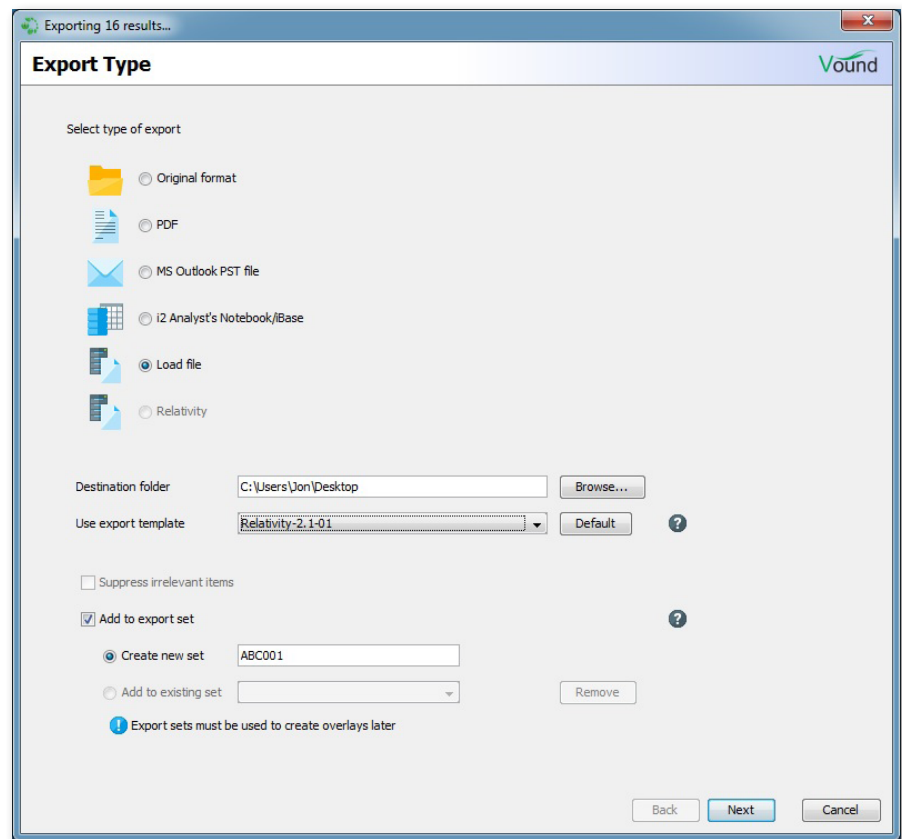 Exporting 16 results...
Export Type
Vound
Select type of export
Original format
PDF
MS Outlook PST file
i2 Analyst's Notebook/iBase
Load file
Relativity
Destination folder C:\Users\Jon\Desktop Browse...
Use export template Relativity-2.1-01 Default ?
Suppress irrelevant items
Add to export set ?
Create new set ABC001
Add to existing set Remove
! Export sets must be used to create overlays later
Back Next Cancel